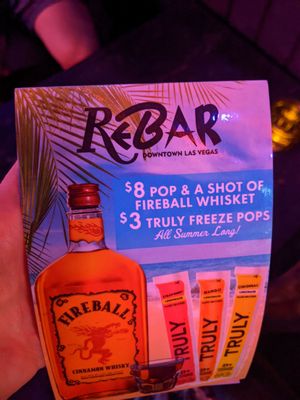 ReBAR
DOWNTOWN LAS VEGAS
$8 POP & A SHOT OF
FIREBALL WHISKET
$3 TRULY FREEZE POPS
All Summer Long!
FIREBALL
CINNAMON WHISKY
TRULY
TRULY
TRULY